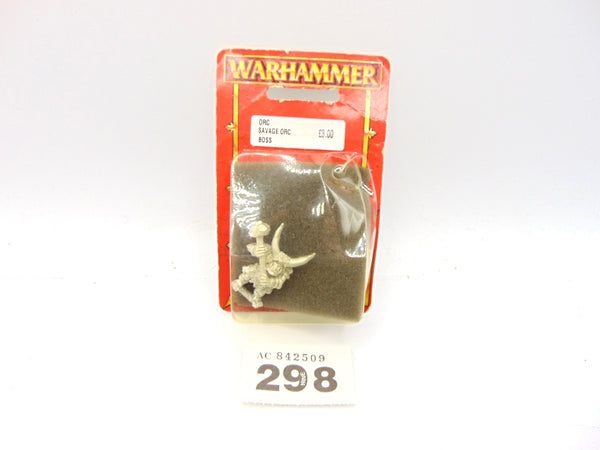 WARHAMMER
ORC
SAVAGE ORC £3.00
BOSS
AC 842509
298